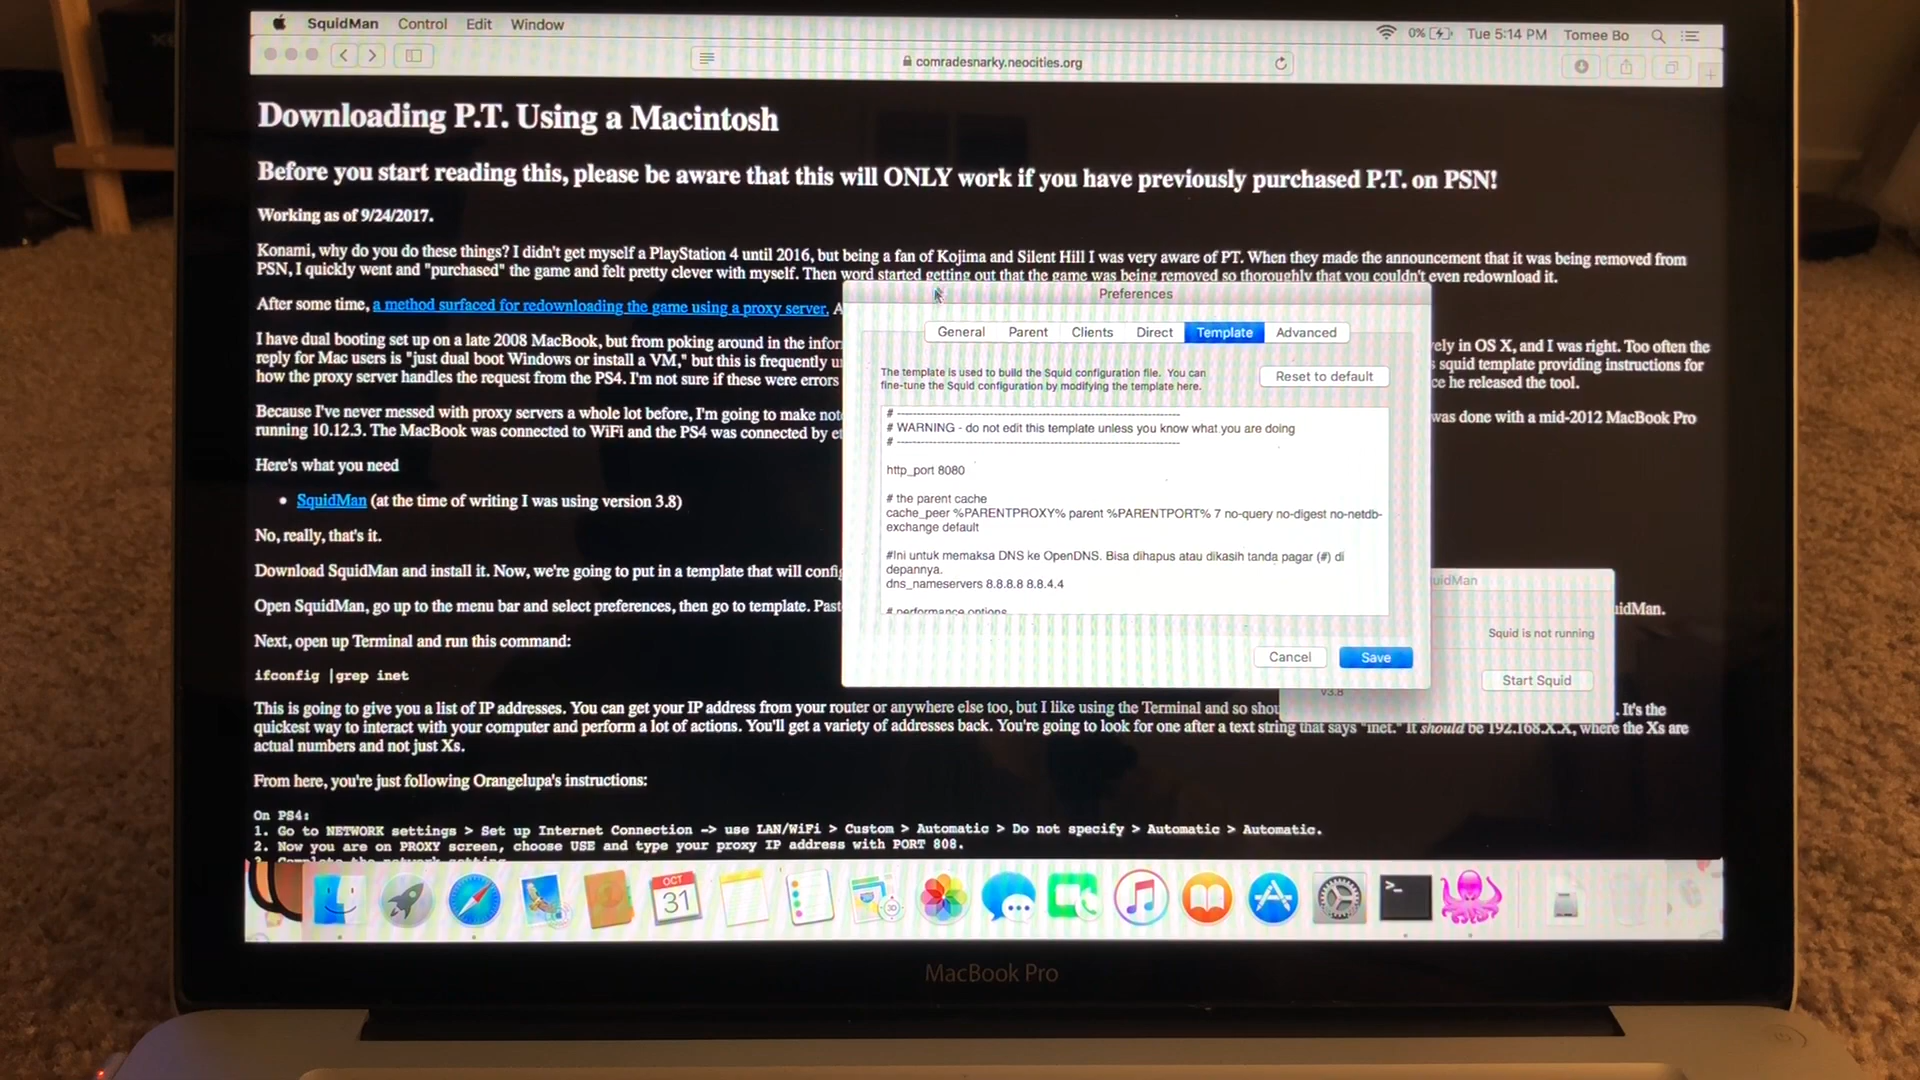 SquidMan Control Edit Window
0% Tue 5:14 PM Tomee Bo
comradesnarky.neocities.org
Downloading P.T. Using a Macintosh
Before you start reading this, please be aware that this will ONLY work if you have previously purchased P.T. on PSN!
Working as of 9/24/2017.
Konami, why do you do these things? I didn't get myself a PlayStation 4 until 2016, but being a fan of Kojima and Silent Hill I was very aware of PT. When they made the announcement that it was being removed from
PSN, I quickly went and "purchased" the game and felt pretty clever with myself. Then word started getting out that the game was being removed so thoroughly that you couldn't even redownload it.
After some time, a method surfaced for redownloading the game using a proxy server. A
I have dual booting set up on a late 2008 MacBook, but from poking around in the infor
ely in OS X, and I was right. Too often the
reply for Mac users is "just dual boot Windows or install a VM," but this is frequently u
squid template providing instructions for
how the proxy server handles the request from the PS4. I'm not sure if these were errors
ce he released the tool.
Because I've never messed with proxy servers a whole lot before, I'm going to make not
was done with a mid-2012 MacBook Pro
running 10.12.3. The MacBook was connected to WiFi and the PS4 was connected by et
Here's what you need
• SquidMan (at the time of writing I was using version 3.8)
No, really, that's it.
Download SquidMan and install it. Now, we're going to put in a template that will config
Open SquidMan, go up to the menu bar and select preferences, then go to template. Past
uidMan.
Next, open up Terminal and run this command:
ifconfig |grep inet
This is going to give you a list of IP addresses. You can get your IP address from your router or anywhere else too, but I like using the Terminal and so shou
. It's the
quickest way to interact with your computer and perform a lot of actions. You'll get a variety of addresses back. You're going to look for one after a text string that says "inet." It should be 192.168.X.X, where the Xs are
actual numbers and not just Xs.
From here, you're just following Orangelupa's instructions:
On PS4:
1. Go to NETWORK settings > Set up Internet Connection -> use LAN/WiFi > Custom > Automatic > Do not specify > Automatic > Automatic.
2. Now you are on PROXY screen, choose USE and type your proxy IP address with PORT 808.
Preferences
General Parent Clients Direct Template Advanced
The template is used to build the Squid configuration file. You can
fine-tune the Squid configuration by modifying the template here.
Reset to default
# --------------------------------------------------------------------
# WARNING - do not edit this template unless you know what you are doing
# --------------------------------------------------------------------
http_port 8080
# the parent cache
cache_peer %PARENTPROXY% parent %PARENTPORT% 7 no-query no-digest no-netdb-
exchange default
#Ini untuk memaksa DNS ke OpenDNS. Bisa dihapus atau dikasih tanda pagar (#) di
depannya.
dns_nameservers 8.8.8.8 8.8.4.4
# performance options
Cancel Save
uidMan
Squid is not running
Start Squid
v3.8
OCT
31
MacBook Pro